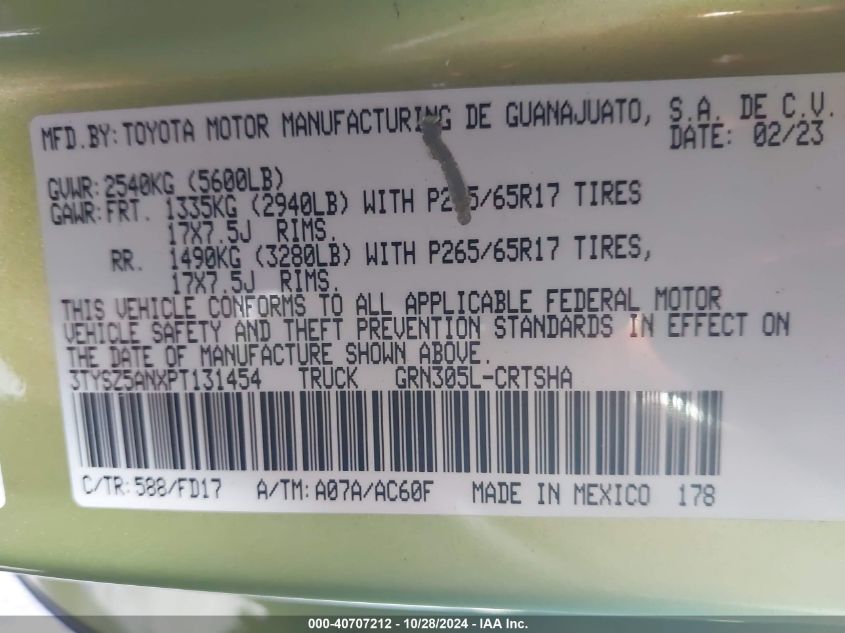 MFD.BY:TOYOTA MOTOR MANUFACTURING DE GUANAJUATO, S.A. DE C.V.
DATE: 02/23
GVWR:2540KG (5600LB)
GAWR:FRT. 1335KG (2940LB) WITH P265/65R17 TIRES
17X7.5J RIMS.
RR. 1490KG (3280LB) WITH P265/65R17 TIRES,
17X7.5J RIMS.
THIS VEHICLE CONFORMS TO ALL APPLICABLE FEDERAL MOTOR
VEHICLE SAFETY AND THEFT PREVENTION STANDARDS IN EFFECT ON
THE DATE OF MANUFACTURE SHOWN ABOVE.
3TYSZ5ANXPT131454 TRUCK GRN305L-CRTSHA
C/TR:588/FD17 A/TM:A07A/AC60F MADE IN MEXICO 178
000-40707212 - 10/28/2024 - IAA Inc.